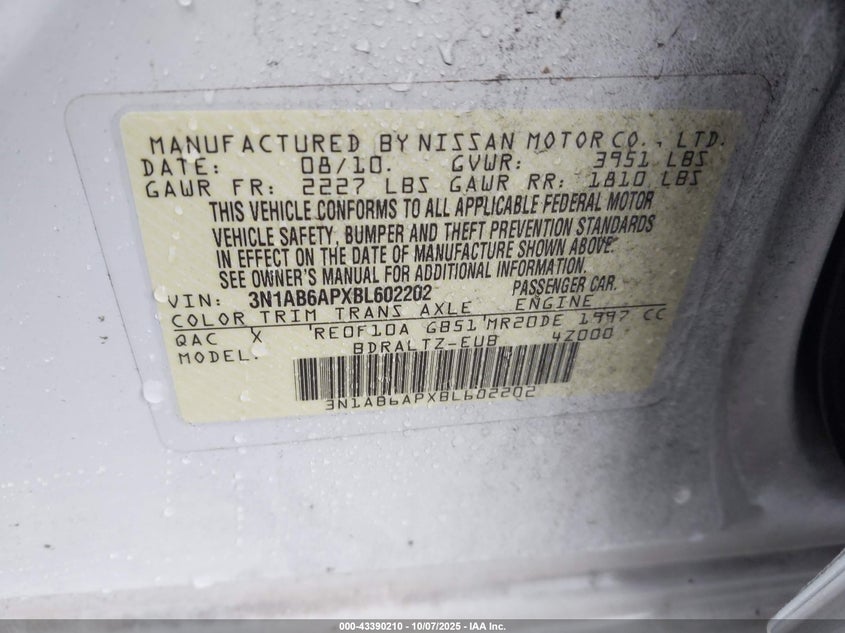 MANUFACTURED BY NISSAN MOTOR CO., LTD.
DATE: 08/10. GVWR: 3951 LBS
GAWR FR: 2227 LBS GAWR RR: 1810 LBS
THIS VEHICLE CONFORMS TO ALL APPLICABLE FEDERAL MOTOR
VEHICLE SAFETY, BUMPER AND THEFT PREVENTION STANDARDS
IN EFFECT ON THE DATE OF MANUFACTURE SHOWN ABOVE.
SEE OWNER'S MANUAL FOR ADDITIONAL INFORMATION.
VIN: 3N1AB6APXBL602202 PASSENGER CAR.
COLOR TRIM TRANS AXLE ENGINE
QAC X RE0F10A GB51 MR20DE 1997 CC
MODEL: BDRALTZ-EUB 4Z000
3N1AB6APXBL602202
000-43390210 - 10/07/2025 - IAA Inc.